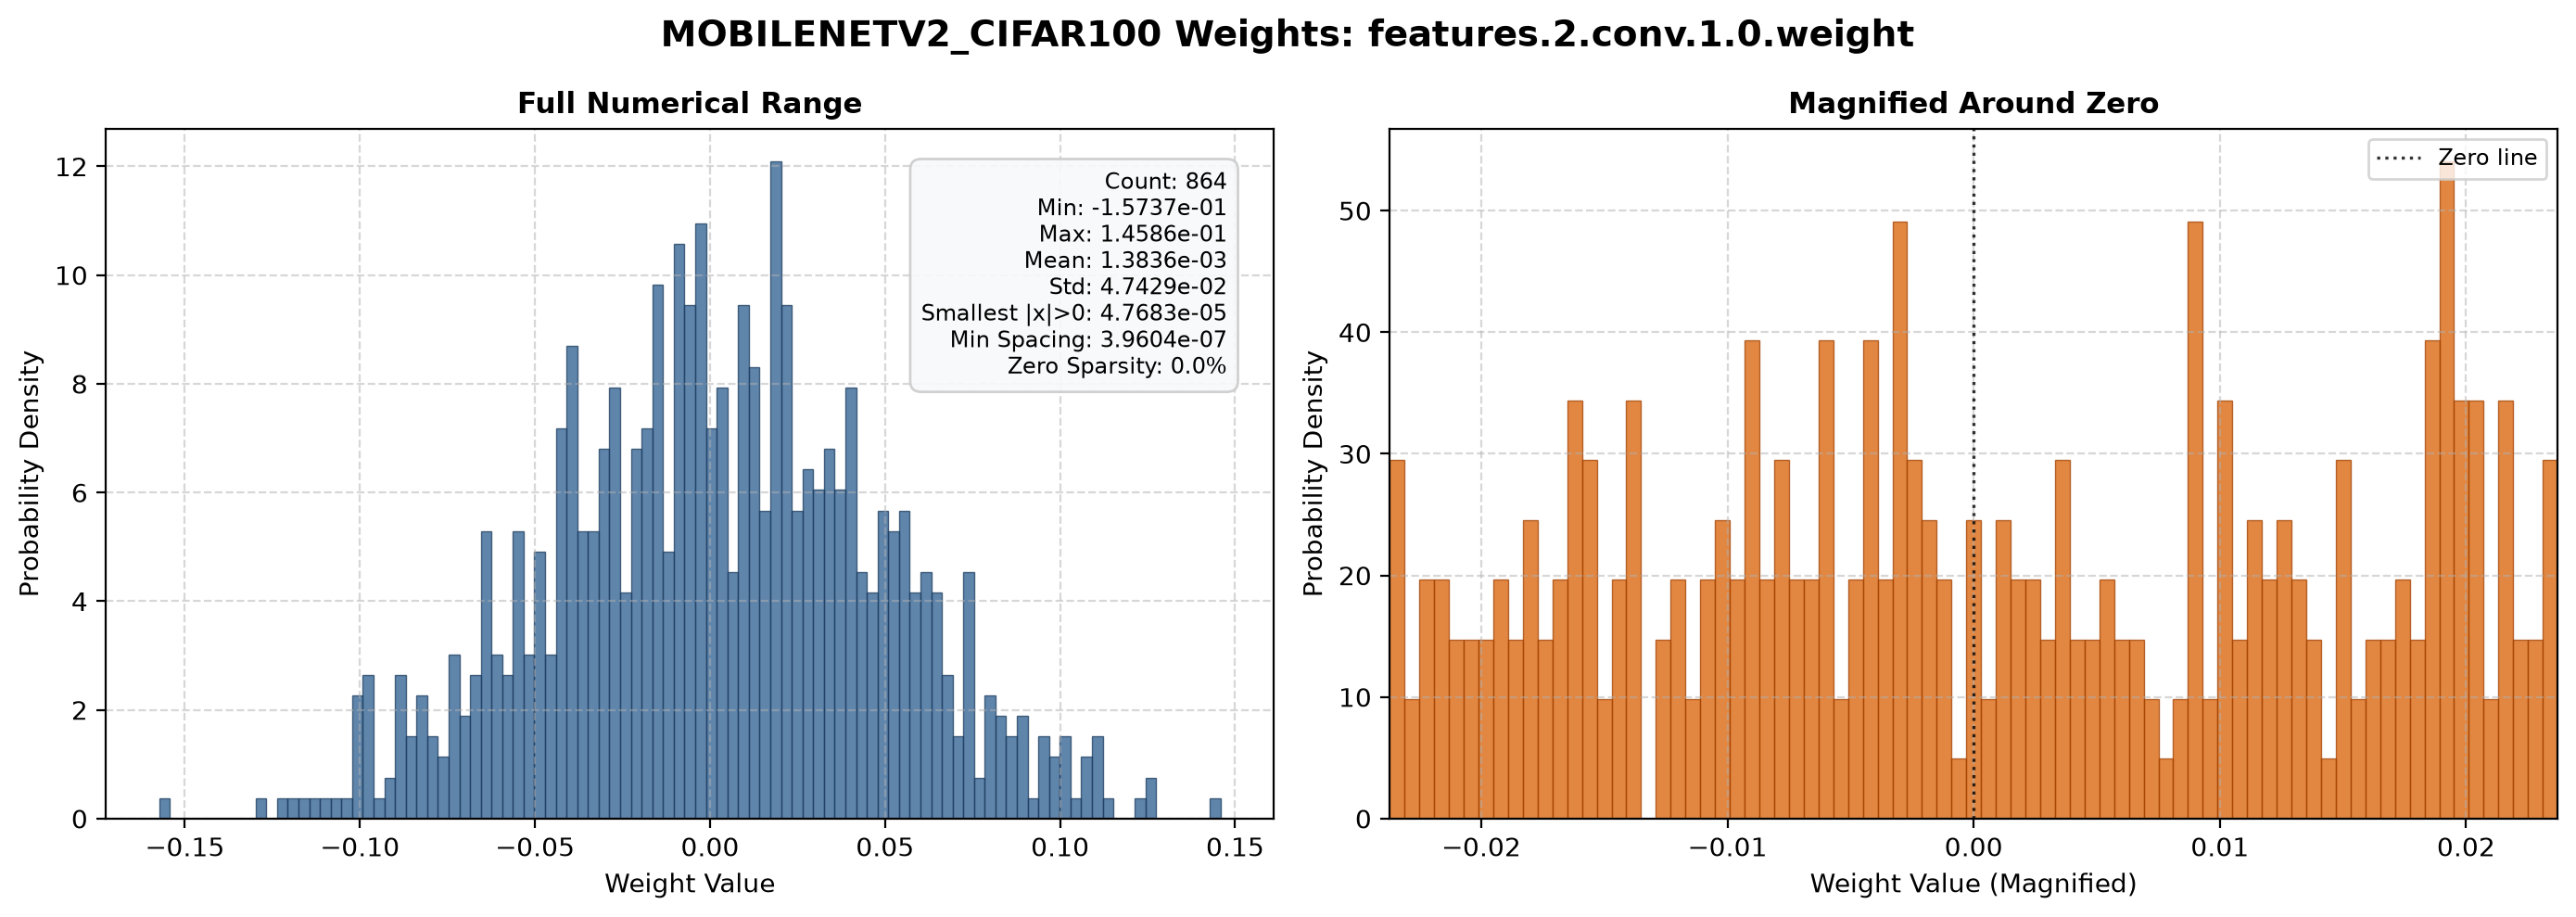 MOBILENETV2_CIFAR100 Weights: features.2.conv.1.0.weight
Full Numerical Range
Probability Density
12
10
8
6
4
2
0
Count: 864
Min: -1.5737e-01
Max: 1.4586e-01
Mean: 1.3836e-03
Std: 4.7429e-02
Smallest |x|>0: 4.7683e-05
Min Spacing: 3.9604e-07
Zero Sparsity: 0.0%
−0.15 −0.10 −0.05 0.00 0.05 0.10 0.15
Weight Value
Magnified Around Zero
Probability Density
50
40
30
20
10
0
Zero line
−0.02 −0.01 0.00 0.01 0.02
Weight Value (Magnified)